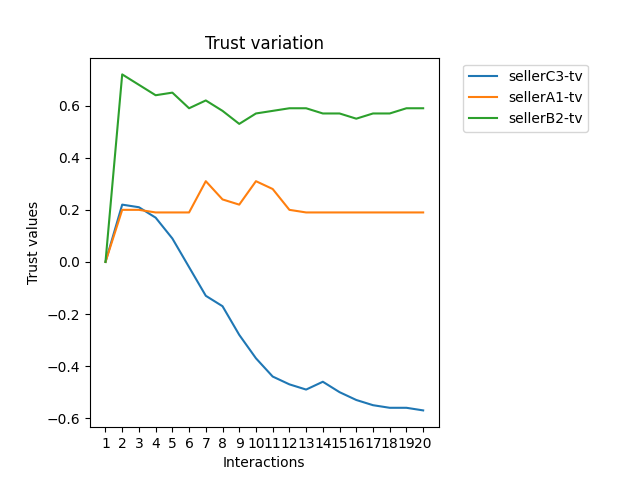 Trust variation
sellerC3-tv
sellerA1-tv
sellerB2-tv
Trust values
0.6
0.4
0.2
0.0
−0.2
−0.4
−0.6
1 2 3 4 5 6 7 8 9 10 11 12 13 14 15 16 17 18 19 20
Interactions